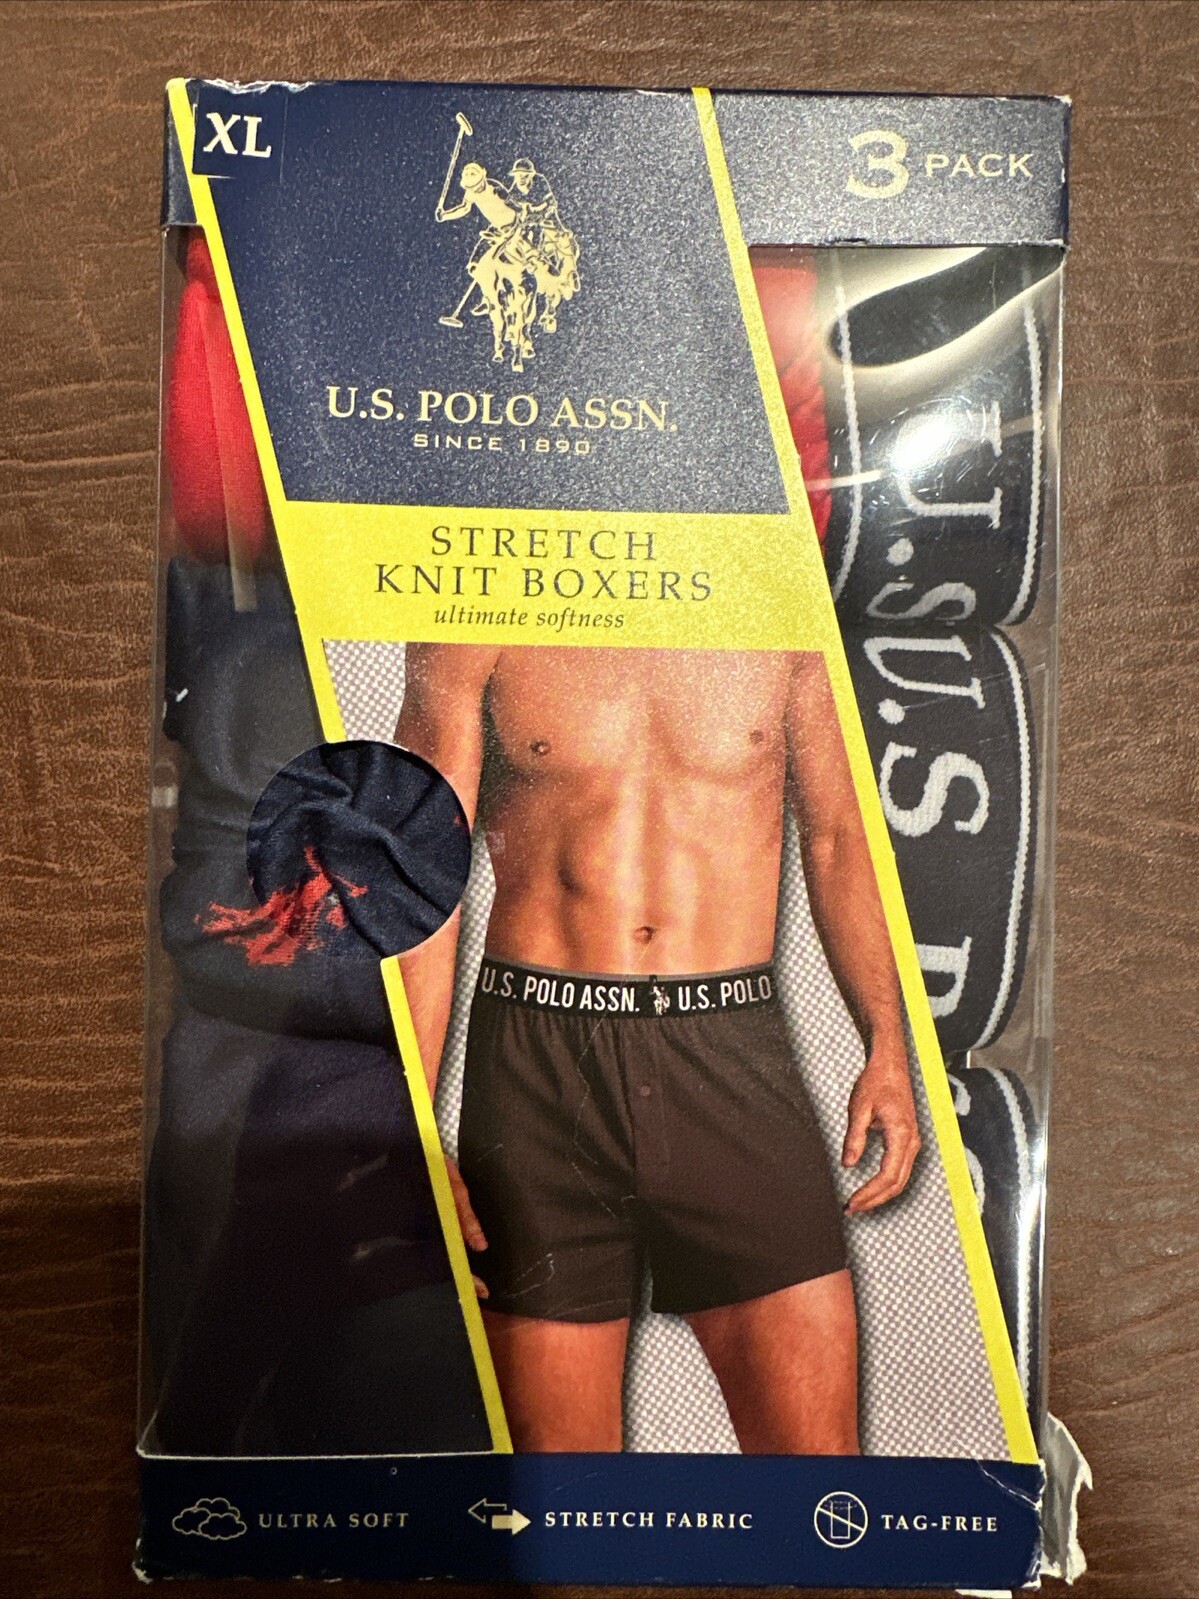 XL
3 PACK
U.S. POLO ASSN.
SINCE 1890
STRETCH
KNIT BOXERS
ultimate softness
U.S.
U.S. P
U.S. POLO ASSN. U.S. POLO
ULTRA SOFT
STRETCH FABRIC
TAG-FREE